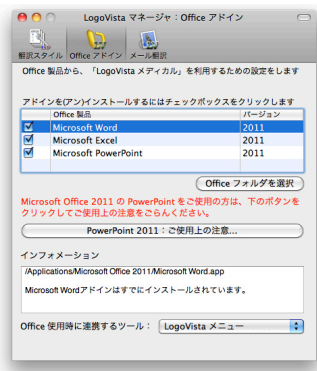 LogoVista マネージャ：Office アドイン
翻訳スタイル Office アドイン メール翻訳
Office 製品から、「LogoVista メディカル」を利用するための設定をします
アドインを(アン)インストールするにはチェックボックスをクリックします
Office 製品 バージョン
Microsoft Word 2011
Microsoft Excel 2011
Microsoft PowerPoint 2011
Office フォルダを選択
Microsoft Office 2011 の PowerPoint をご使用の方は、下のボタンを
クリックしてご使用上の注意をごらんください。
PowerPoint 2011：ご使用上の注意...
インフォメーション
/Applications/Microsoft Office 2011/Microsoft Word.app
Microsoft Wordアドインはすでにインストールされています。
Office 使用時に連携するツール： LogoVista メニュー